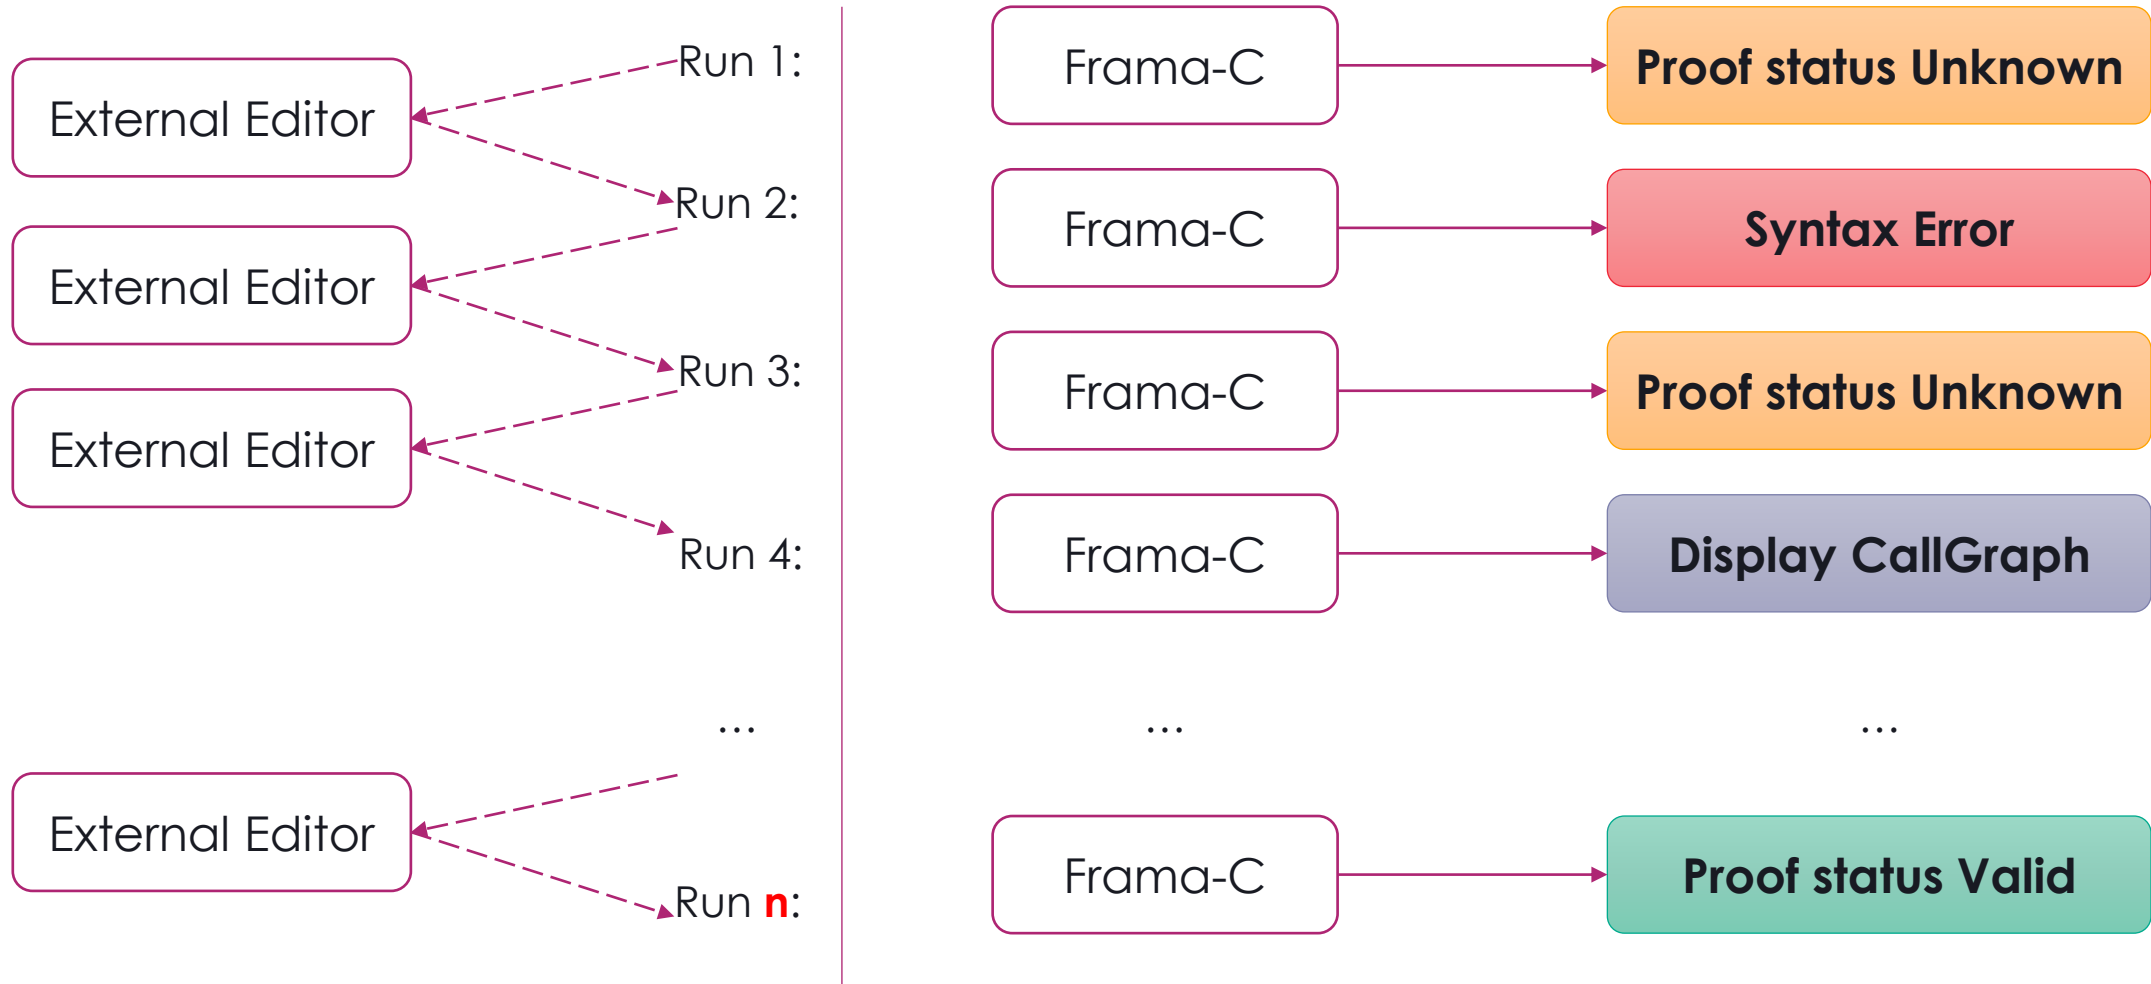 Run 1:
Frama-C
Proof status Unknown
External Editor
Run 2:
Frama-C
Syntax Error
External Editor
Run 3:
Frama-C
Proof status Unknown
External Editor
Run 4:
Frama-C
Display CallGraph
...
...
...
External Editor
Run n:
Frama-C
Proof status Valid